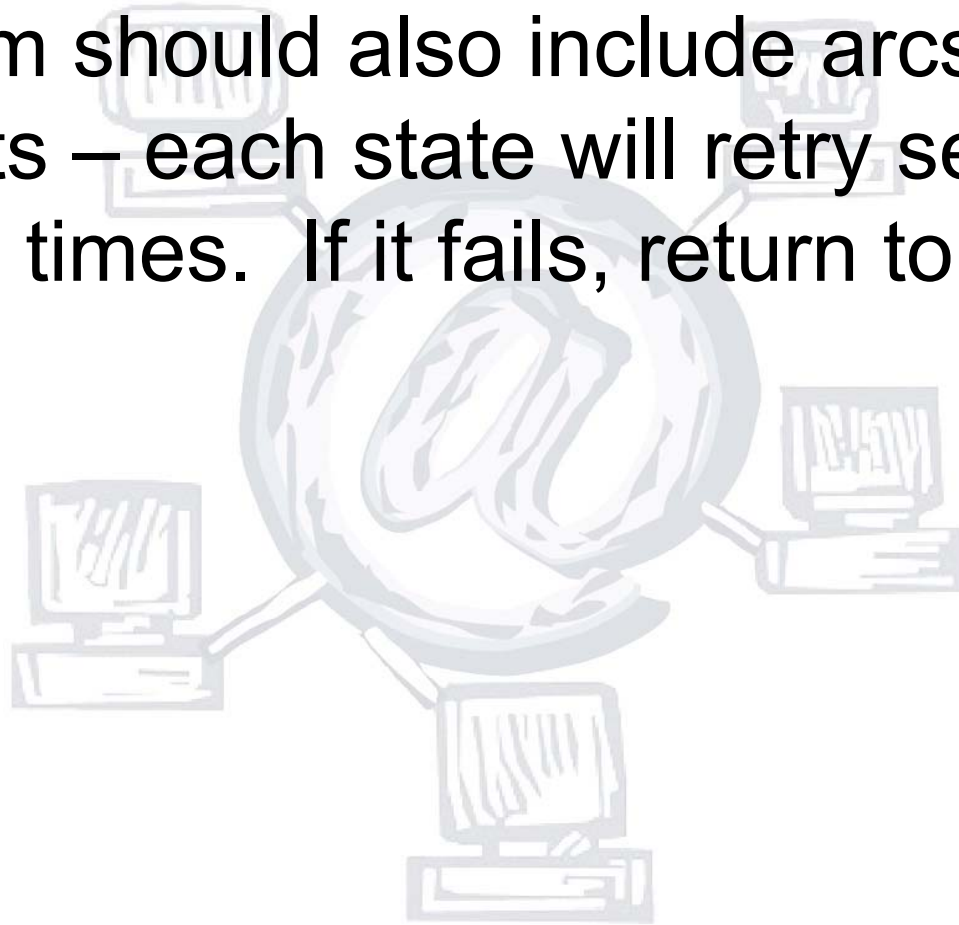 m should also include arcs
ts – each state will retry se
times.  If it fails, return to